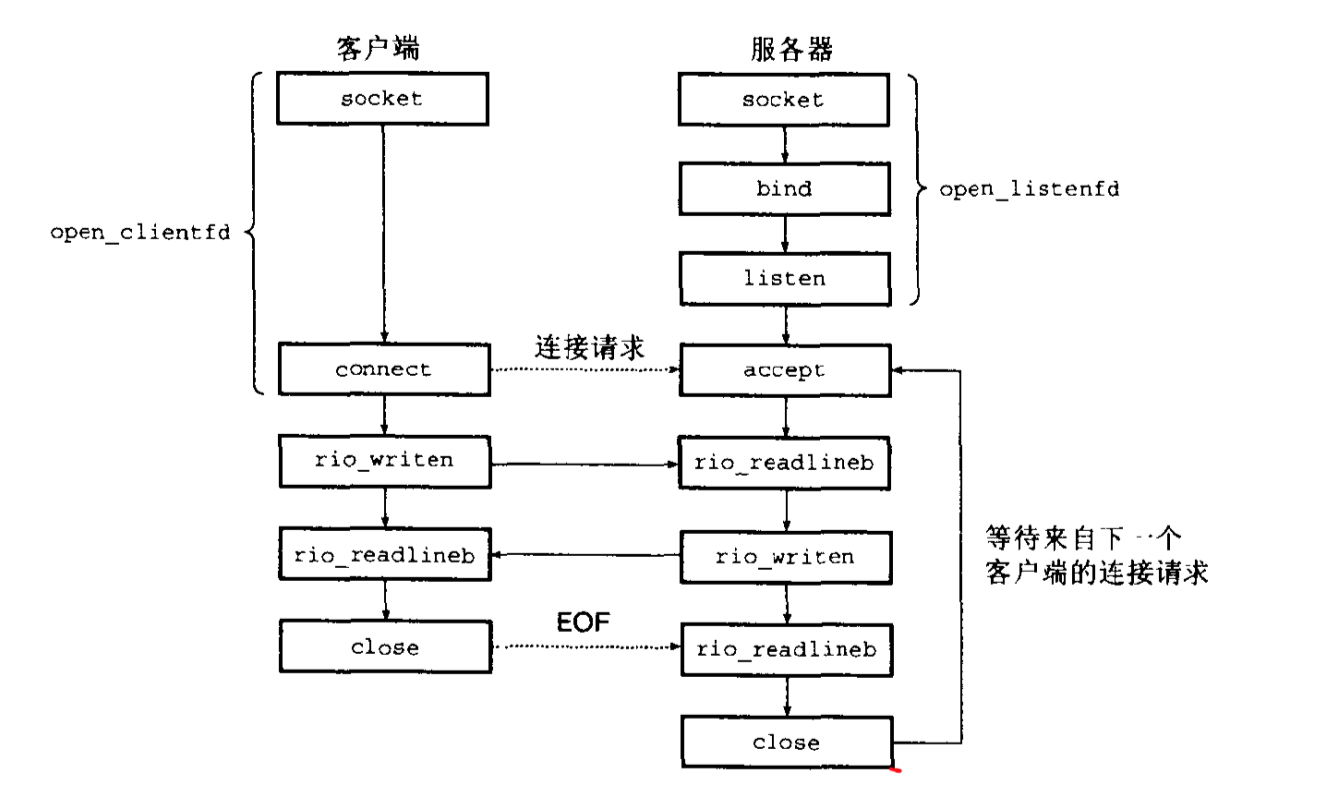 客户端
服务器
socket
socket
bind
open_listenfd
open_clientfd
listen
连接请求
connect
accept
rio_writen
rio_readlineb
等待来自下一个
客户端的连接请求
rio_readlineb
rio_writen
EOF
close
rio_readlineb
close